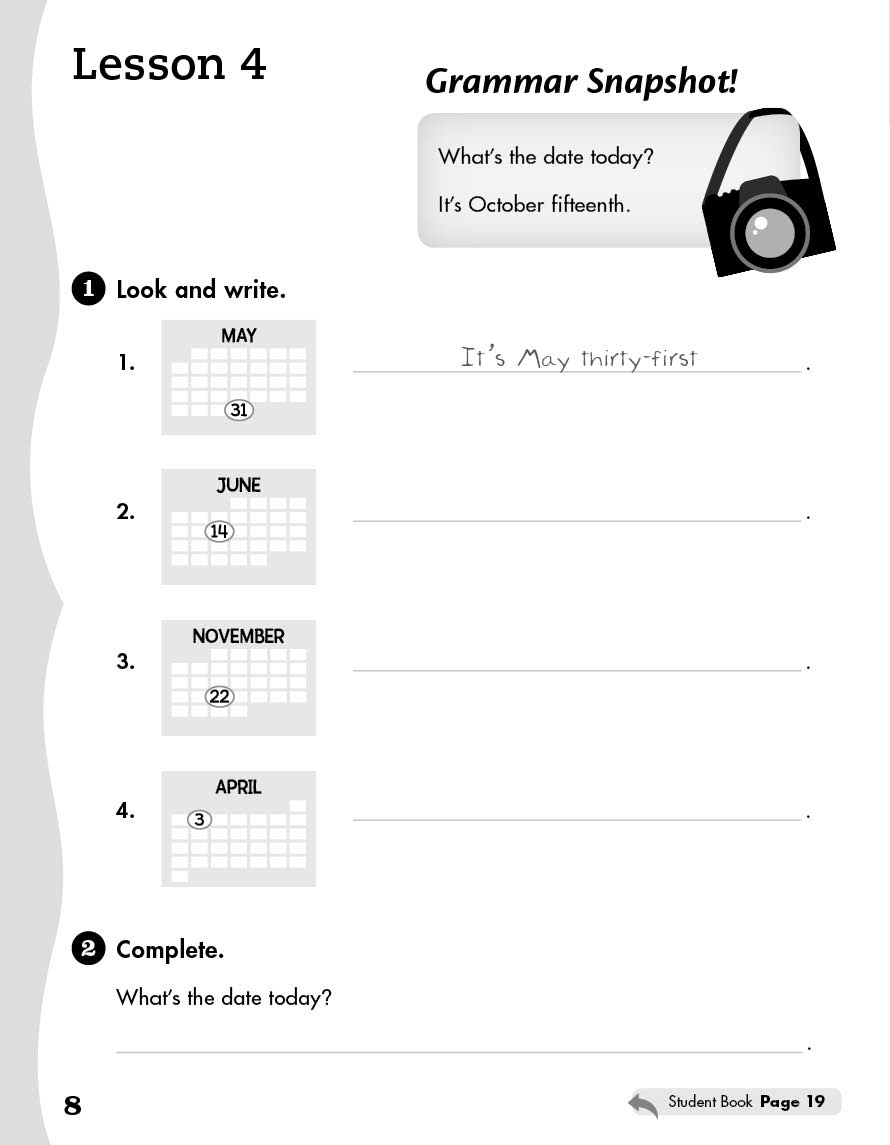 Lesson 4
Grammar Snapshot!
What's the date today?
It's October fifteenth.
1 Look and write.
1.
MAY
31
It's May thirty-first.
2.
JUNE
14
.
3.
NOVEMBER
22
.
4.
APRIL
3
.
2 Complete.
What's the date today?
.
8
Student Book Page 19